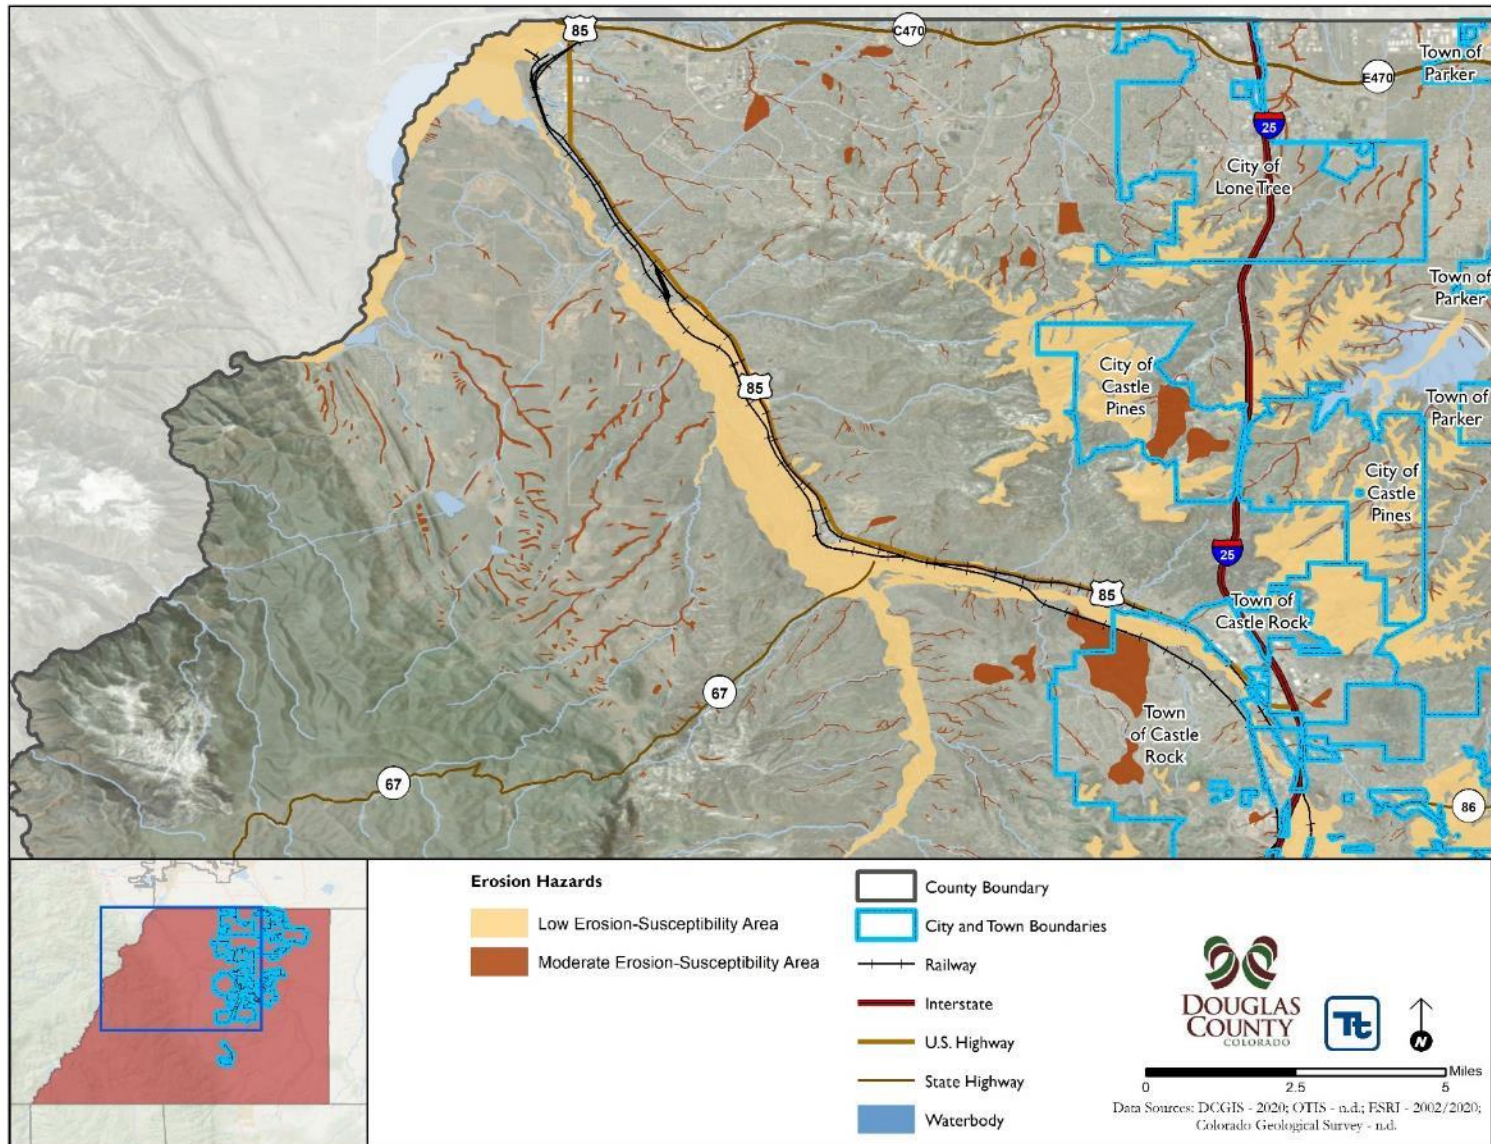 85
C470
Town of
Parker
E470
25
City of
Lone Tree
Town of
Parker
85
City of
Castle
Pines
Town of
Parker
City of
Castle
Pines
25
85
Town of
Castle Rock
67
Town
of Castle
Rock
67
86
Erosion Hazards
Low Erosion-Susceptibility Area
Moderate Erosion-Susceptibility Area
County Boundary
City and Town Boundaries
Railway
Interstate
U.S. Highway
State Highway
Waterbody
DOUGLAS
COUNTY
COLORADO
Tt
N
Miles
0 2.5 5
Data Sources: DCGIS - 2020; OTIS - n.d.; ESRI - 2002/2020;
Colorado Geological Survey - n.d.